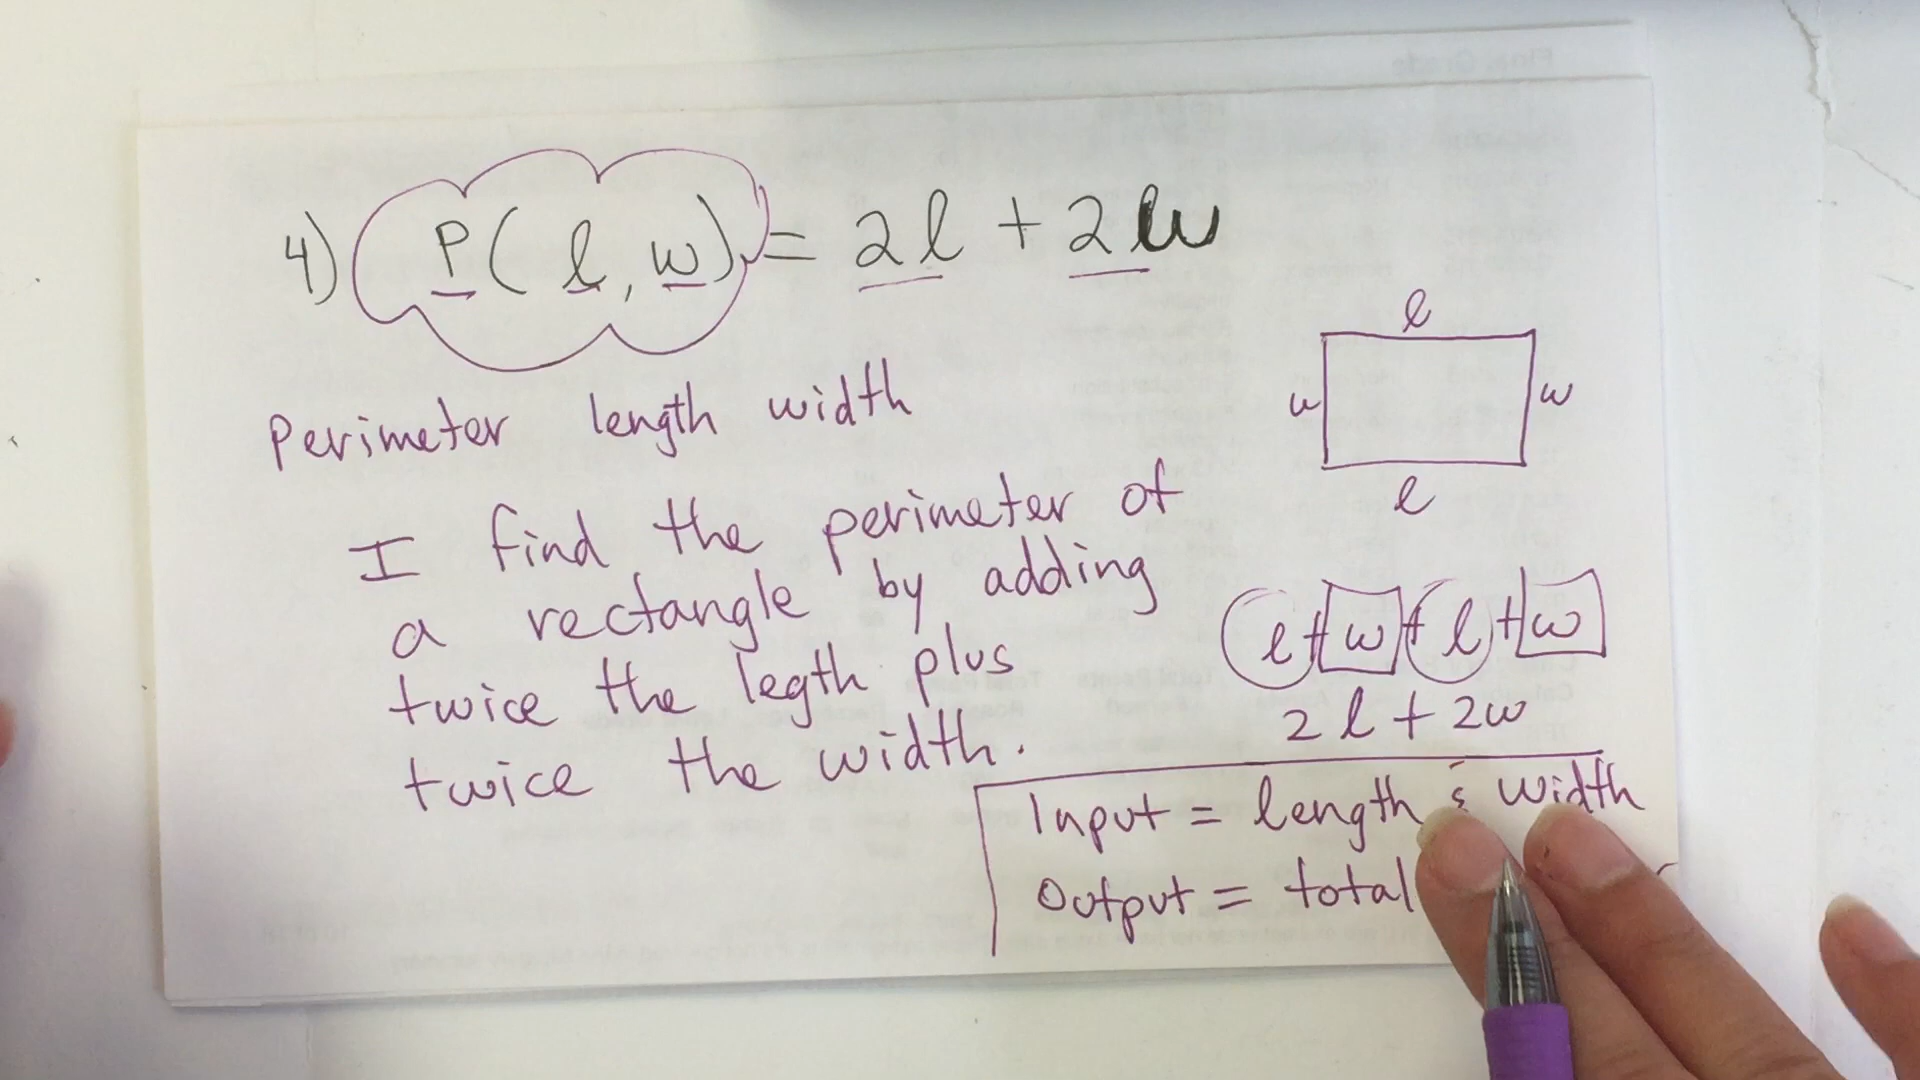 4) P(l, w) = 2l + 2w
Perimeter length width
I find the perimeter of
a rectangle by adding
twice the legth plus
twice the width.
l
w
w
l
l+w+l+w
2l+2w
Input = length & width
Output = total